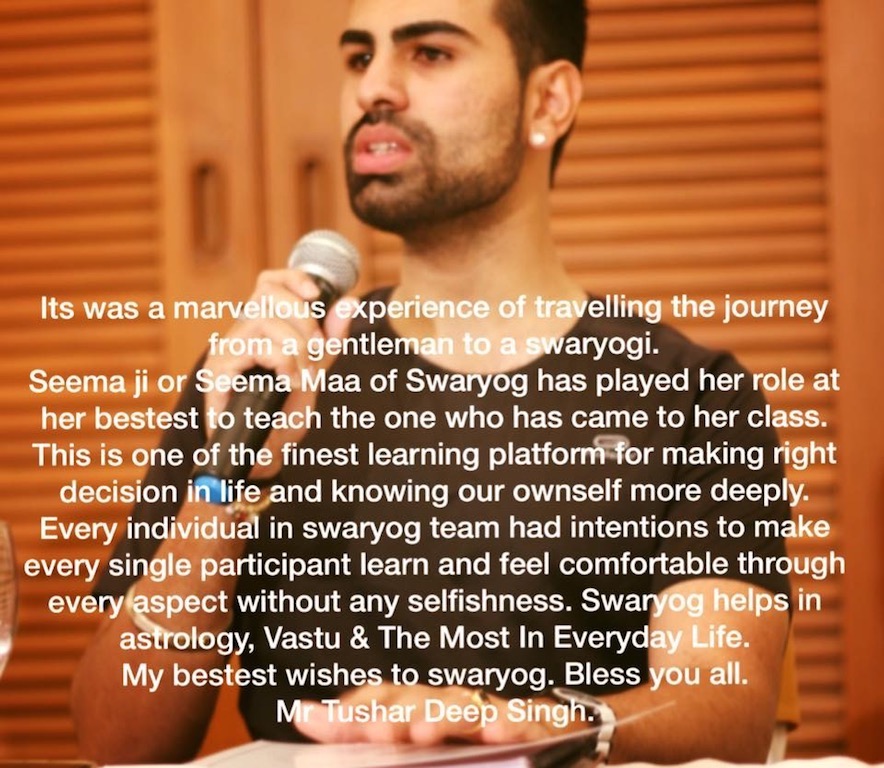 Its was a marvellous experience of travelling the journey
from a gentleman to a swaryogi.
Seema ji or Seema Maa of Swaryog has played her role at
her bestest to teach the one who has came to her class.
This is one of the finest learning platform for making right
decision in life and knowing our ownself more deeply.
Every individual in swaryog team had intentions to make
every single participant learn and feel comfortable through
every aspect without any selfishness. Swaryog helps in
astrology, Vastu & The Most In Everyday Life.
My bestest wishes to swaryog. Bless you all.
Mr Tushar Deep Singh.